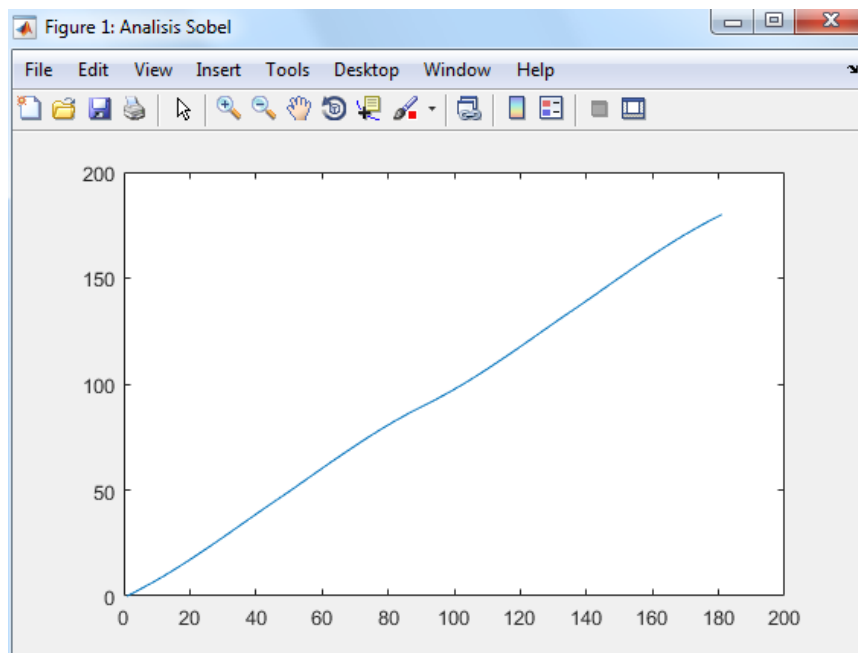 Figure 1: Analisis Sobel
File Edit View Insert Tools Desktop Window Help
200
150
100
50
0
0 20 40 60 80 100 120 140 160 180 200